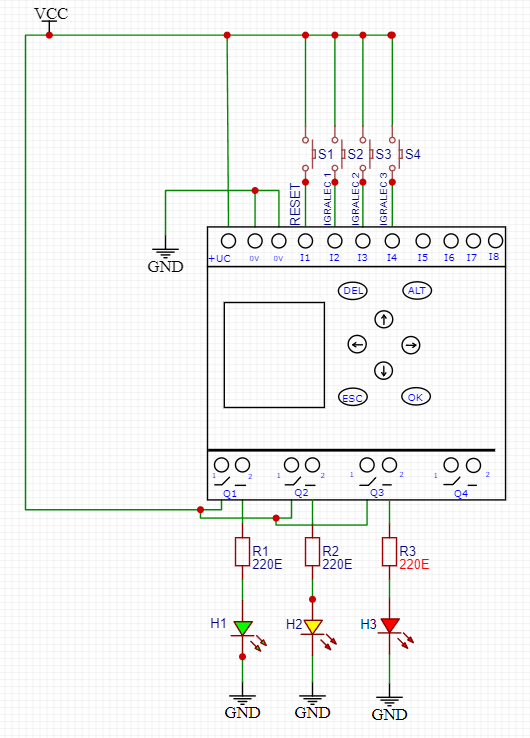 VCC
S1 S2 S3 S4
RESET
IGRALEC 1
IGRALEC 2
IGRALEC 3
GND
+UC 0V 0V I1 I2 I3 I4 I5 I6 I7 I8
DEL ALT
ESC OK
1 2 1 2 1 2 1 2
Q1 Q2 Q3 Q4
R1 R2 R3
220E 220E 220E
H1 H2 H3
GND GND GND